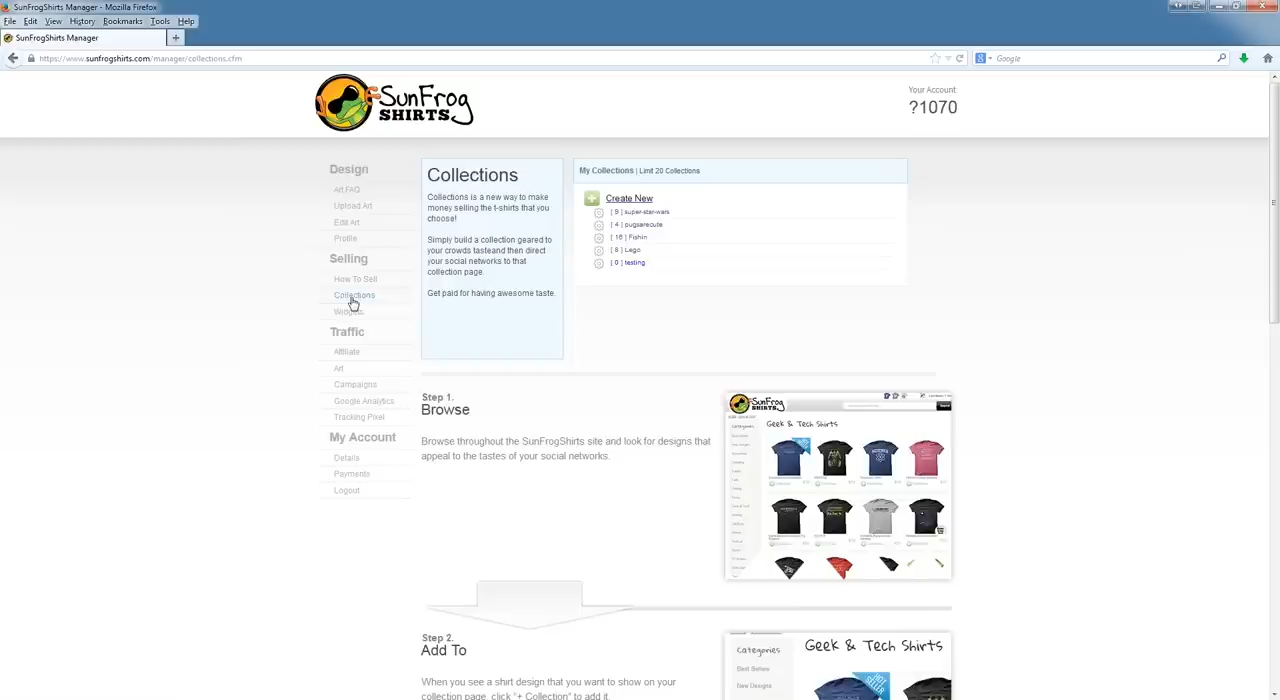 SunFrogShirts Manager - Mozilla Firefox
File Edit View History Bookmarks Tools Help
SunFrogShirts Manager
https://www.sunfrogshirts.com/manager/collections.cfm
Google
SunFrog
SHIRTS
Your Account
?1070
Design
Art FAQ
Upload Art
Edit Art
Profile
Selling
How To Sell
Collections
Widgets
Traffic
Affiliate
Art
Campaigns
Google Analytics
Tracking Pixel
My Account
Details
Payments
Logout
Collections
Collections is a new way to make
money selling the t-shirts that you
choose!
Simply build a collection geared to
your crowds tasteand then direct
your social networks to that
collection page.
Get paid for having awesome taste.
My Collections | Limit 20 Collections
Create New
[ 9 ] super-star-wars
[ 4 ] pugsarecute
[ 16 ] Fishin
[ 8 ] Lego
[ 0 ] testing
Step 1.
Browse
Browse throughout the SunFrogShirts site and look for designs that
appeal to the tastes of your social networks.
SunFrog
SHIRTS
Geek & Tech Shirts
Categories
Step 2.
Add To
When you see a shirt design that you want to show on your
collection page, click "+ Collection" to add it.
Categories
Best Sellers
New Designs
Geek & Tech Shirts